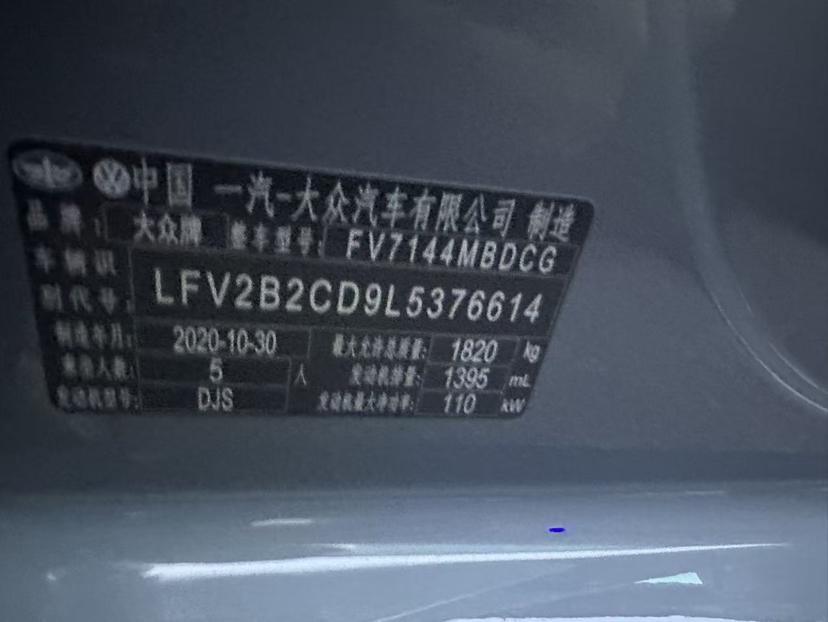 中国 一汽-大众汽车有限公司 制造
品牌: 大众牌 整车型号: FV7144MBDCG
车辆识别代号: LFV2B2CD9L5376614
制造年月: 2020-10-30 最大允许总质量: 1820 kg
乘坐人数: 5 人 发动机排量: 1395 mL
发动机型号: DJS 发动机最大净功率: 110 kW